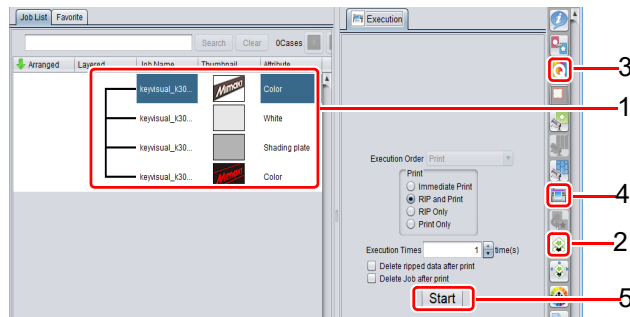 Job List Favorite
Search Clear 0Cases
Arranged Layered Job Name Thumbnail Attribute
keyvisual_k30... Mimaki Color
keyvisual_k30... White
keyvisual_k30... Shading plate
keyvisual_k30... Mimaki Color
Execution
Execution Order Print
Print
Immediate Print
RIP and Print
RIP Only
Print Only
Execution Times 1 time(s)
Delete ripped data after print
Delete Job after print
Start
3
1
4
2
5